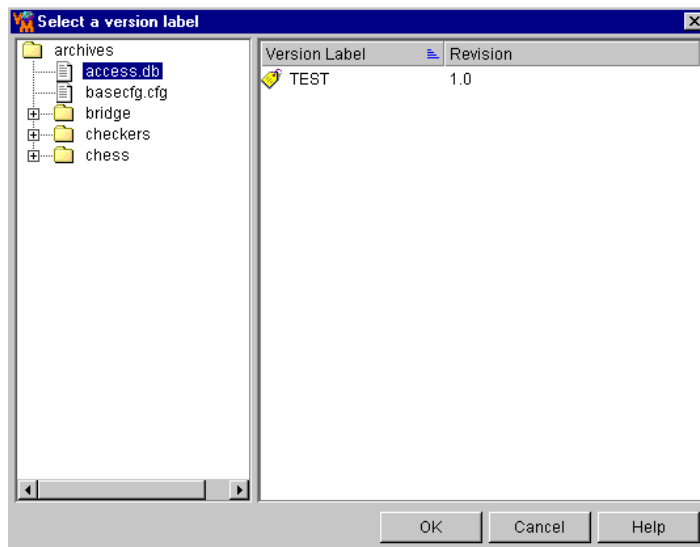 Select a version label
archives
access.db
basecfg.cfg
bridge
checkers
chess
Version Label Revision
TEST 1.0
OK Cancel Help